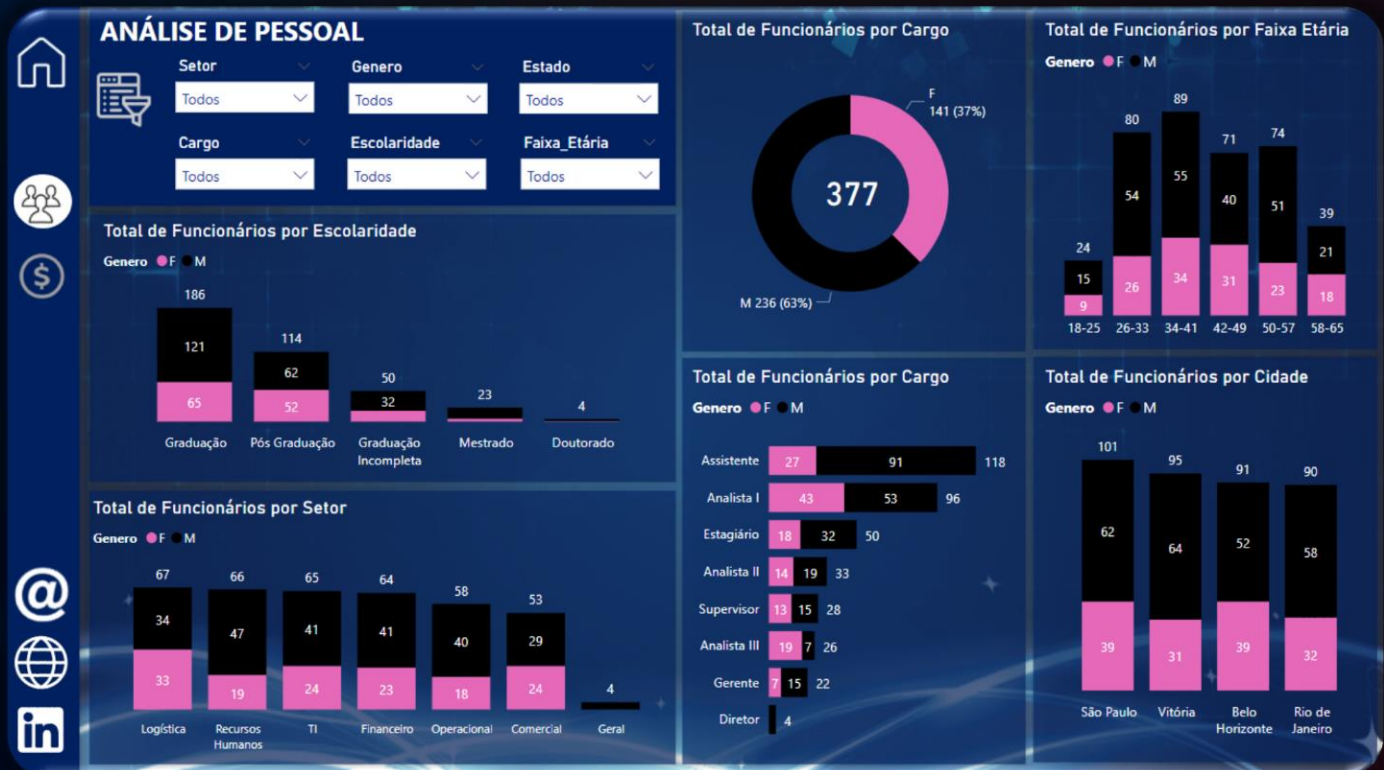 ANÁLISE DE PESSOAL
Setor Genero Estado
Todos Todos Todos
Cargo Escolaridade Faixa_Etária
Todos Todos Todos
Total de Funcionários por Escolaridade
Genero F M
186
121
65
114
62
52
50
32
23
4
Graduação Pós Graduação Graduação Incompleta Mestrado Doutorado
Total de Funcionários por Setor
Genero F M
67 66 65 64 58 53 4
34 47 41 41 40 29
33 19 24 23 18 24
Logística Recursos Humanos TI Financeiro Operacional Comercial Geral
Total de Funcionários por Cargo
F
141 (37%)
377
M 236 (63%)
Total de Funcionários por Cargo
Genero F M
Assistente 27 91 118
Analista I 43 53 96
Estagiário 18 32 50
Analista II 14 19 33
Supervisor 13 15 28
Analista III 19 7 26
Gerente 7 15 22
Diretor 4
Total de Funcionários por Faixa Etária
Genero F M
24 80 89 71 74 39
15 54 55 40 51 21
9 26 34 31 23 18
18-25 26-33 34-41 42-49 50-57 58-65
Total de Funcionários por Cidade
Genero F M
101 95 91 90
62 64 52 58
39 31 39 32
São Paulo Vitória Belo Horizonte Rio de Janeiro
@
in